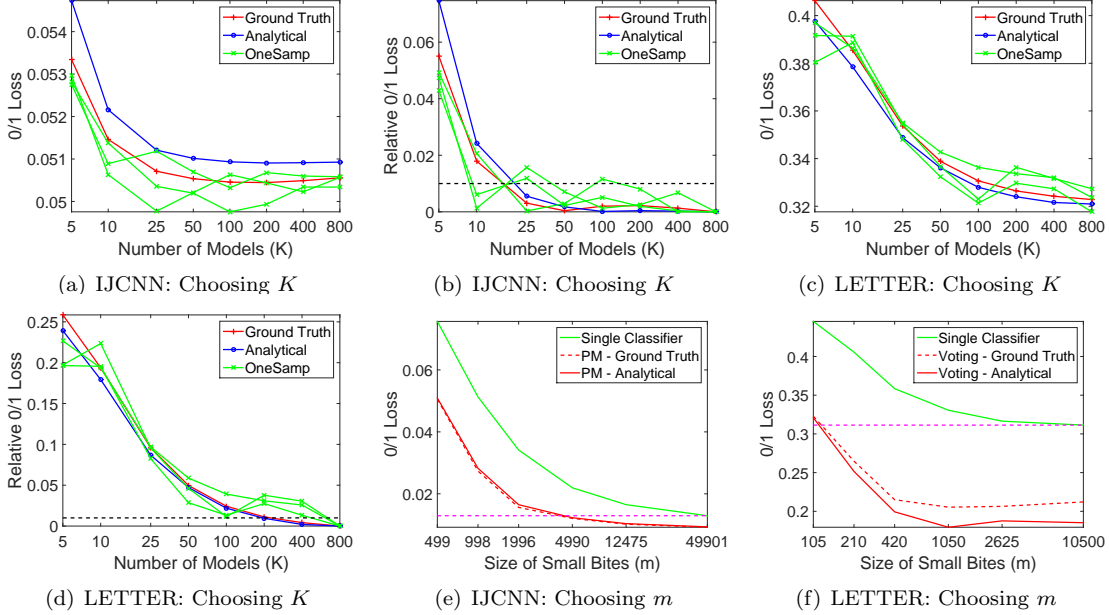 0/1 Loss
0.054
0.053
0.052
0.051
0.05
Ground Truth
Analytical
OneSamp
5 10 25 50 100 200 400 800
Number of Models (K)
(a) IJCNN: Choosing K
Relative 0/1 Loss
0.06
0.04
0.02
0
Ground Truth
Analytical
OneSamp
5 10 25 50 100 200 400 800
Number of Models (K)
(b) IJCNN: Choosing K
0/1 Loss
0.4
0.38
0.36
0.34
0.32
Ground Truth
Analytical
OneSamp
5 10 25 50 100 200 400 800
Number of Models (K)
(c) LETTER: Choosing K
Relative 0/1 Loss
0.25
0.2
0.15
0.1
0.05
0
Ground Truth
Analytical
OneSamp
5 10 25 50 100 200 400 800
Number of Models (K)
(d) LETTER: Choosing K
0/1 Loss
0.06
0.04
0.02
Single Classifier
PM - Ground Truth
PM - Analytical
499 998 1996 4990 12475 49901
Size of Small Bites (m)
(e) IJCNN: Choosing m
0/1 Loss
0.4
0.35
0.3
0.25
0.2
Single Classifier
Voting - Ground Truth
Voting - Analytical
105 210 420 1050 2625 10500
Size of Small Bites (m)
(f) LETTER: Choosing m